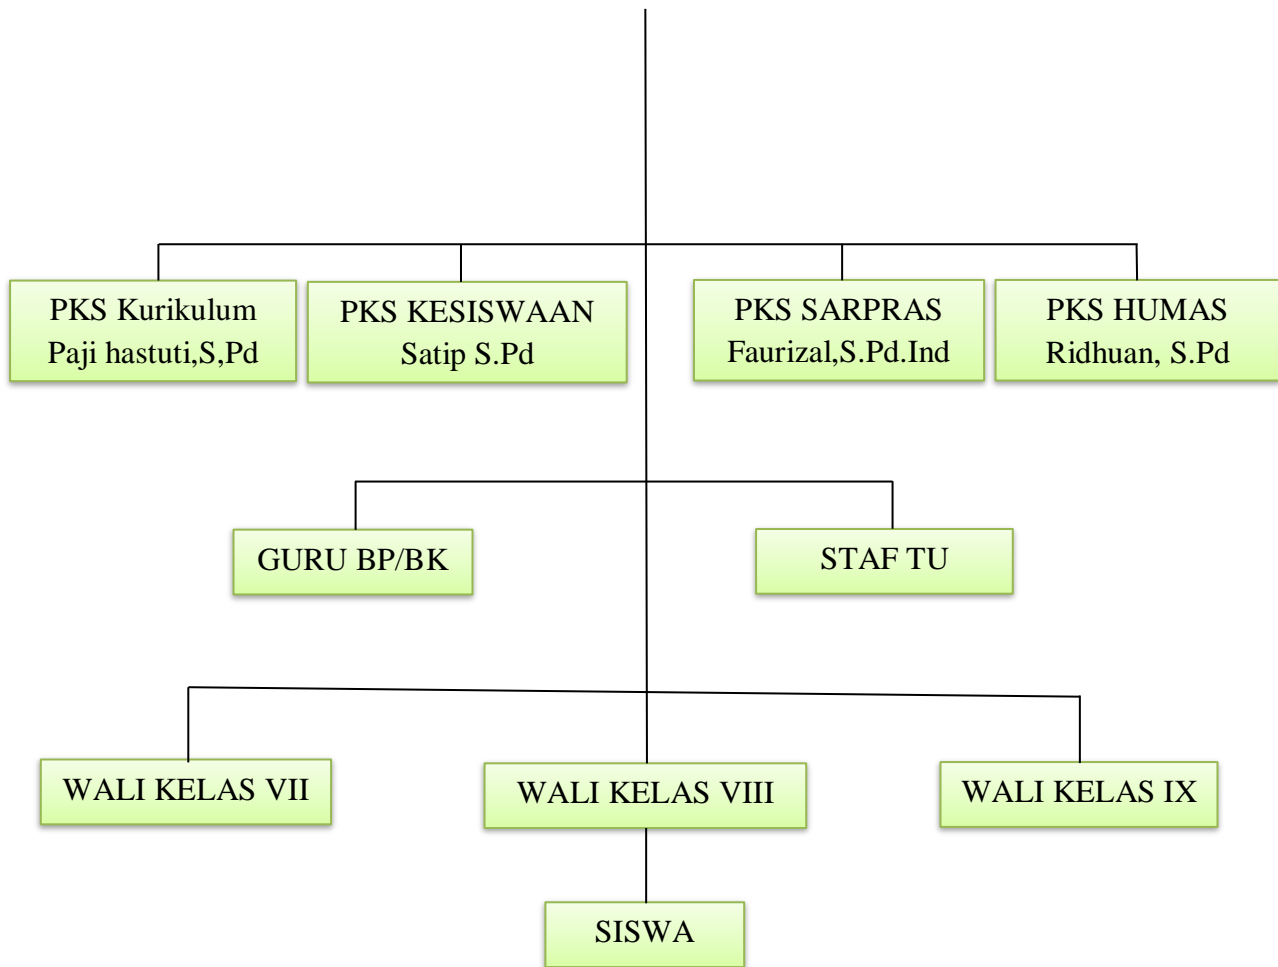 PKS Kurikulum
Paji hastuti,S,Pd
PKS KESISWAAN
Satip S.Pd
PKS SARPRAS
Faurizal,S.Pd.Ind
PKS HUMAS
Ridhuan, S.Pd
GURU BP/BK
STAF TU
WALI KELAS VII
WALI KELAS VIII
WALI KELAS IX
SISWA